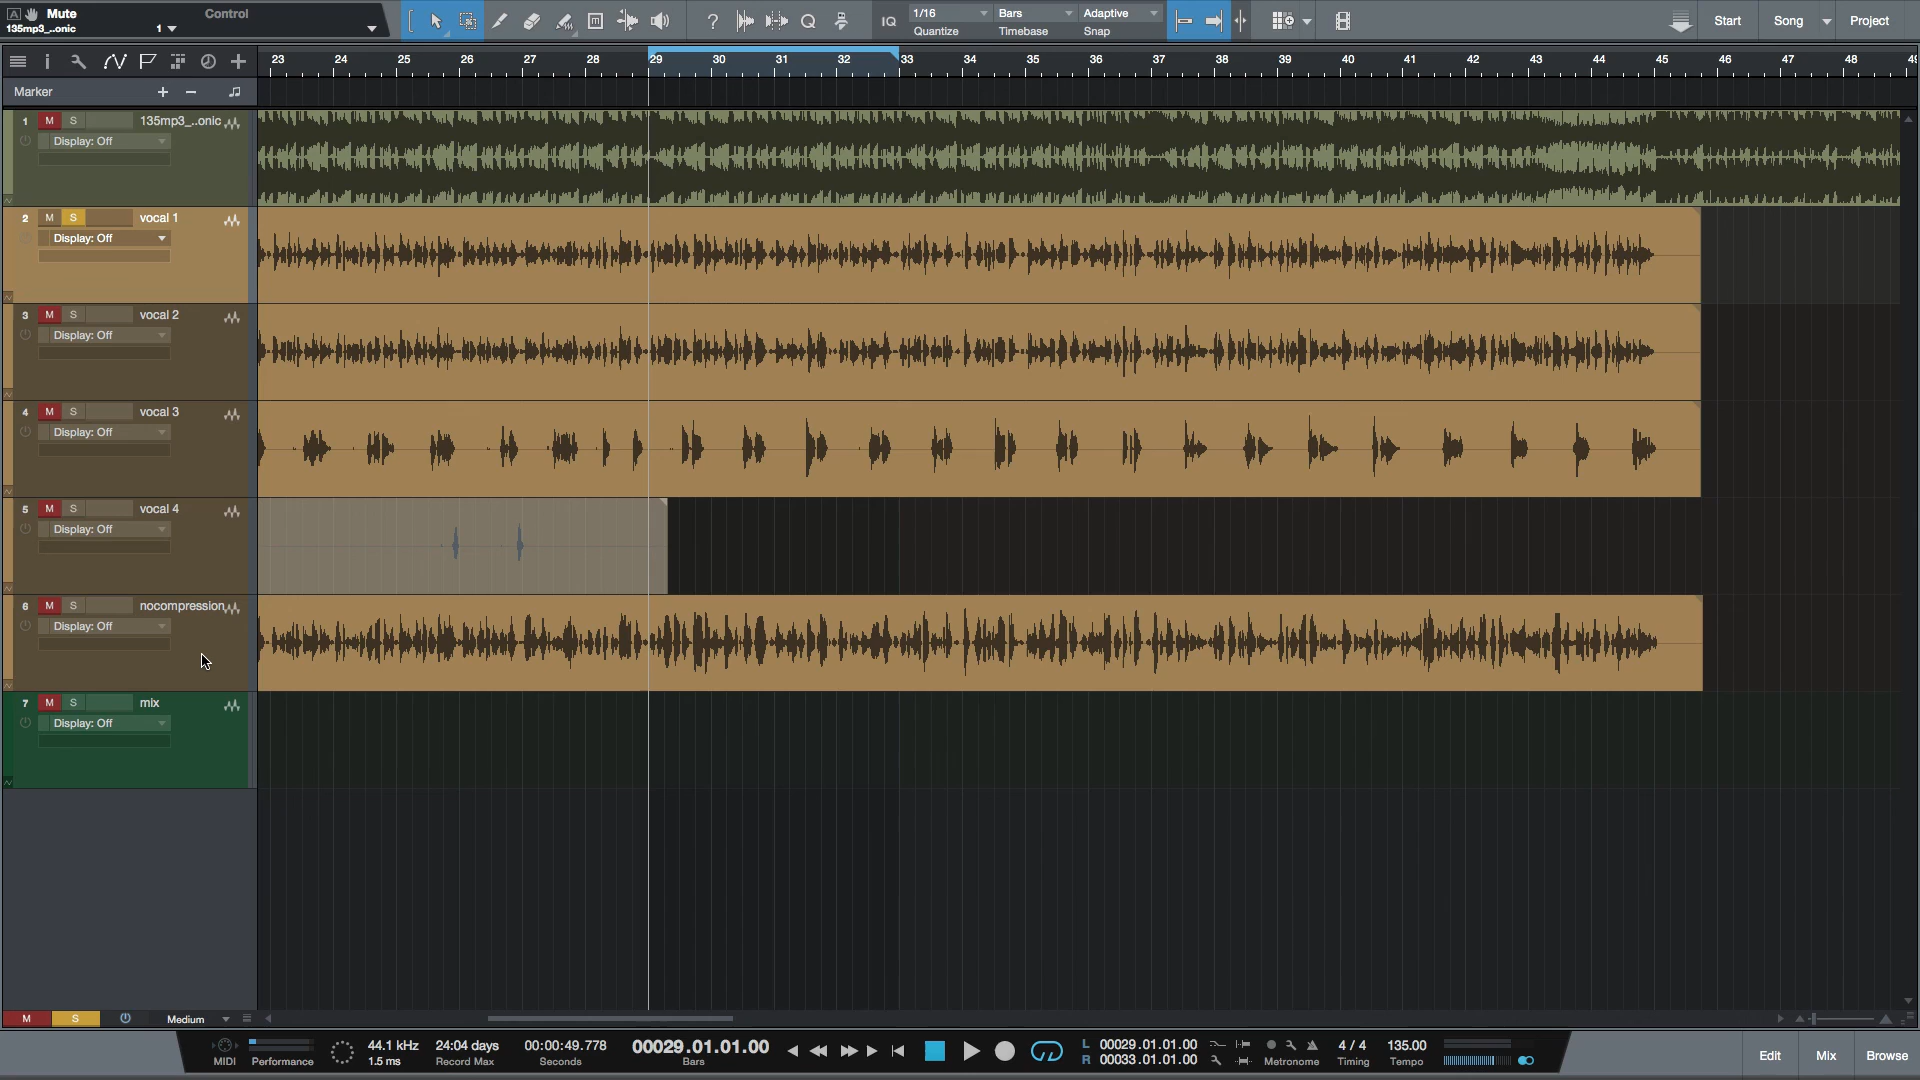 A Mute Control
135mp3_..onic 1
IQ 1/16 Bars Adaptive
Quantize Timebase Snap
Start Song Project
23 24 25 26 27 28 29 30 31 32 33 34 35 36 37 38 39 40 41 42 43 44 45 46 47 48 49
Marker
1 M S 135mp3_..onic
Display: Off
2 M S vocal 1
Display: Off
3 M S vocal 2
Display: Off
4 M S vocal 3
Display: Off
5 M S vocal 4
Display: Off
6 M S nocompression
Display: Off
7 M S mix
Display: Off
M S Medium
44.1 kHz 24:04 days 00:00:49.778 00029.01.01.00 L 00029.01.01.00 4 / 4 135.00
MIDI Performance 1.5 ms Record Max Seconds Bars R 00033.01.01.00 Metronome Timing Tempo
Edit Mix Browse